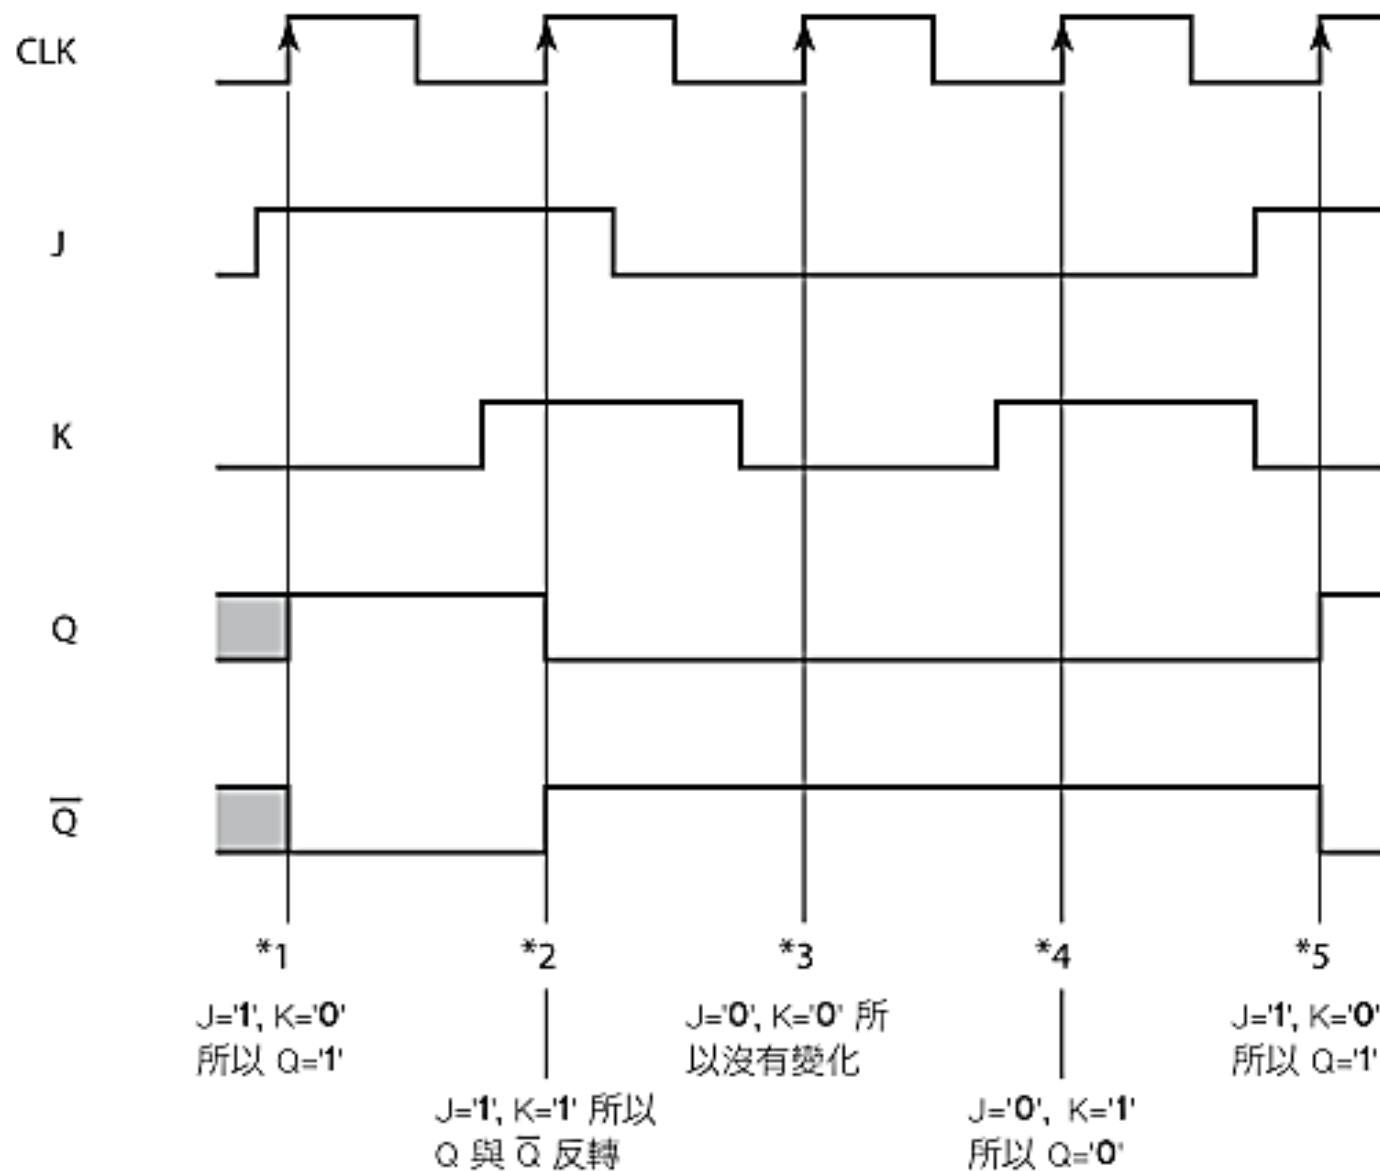 CLK
J
K
Q
Q̅
*1
*2
*3
*4
*5
J='1', K='0'
所以 Q='1'
J='1', K='1' 所以
Q 與 Q̅ 反轉
J='0', K='0' 所
以沒有變化
J='0', K='1'
所以 Q='0'
J='1', K='0'
所以 Q='1'